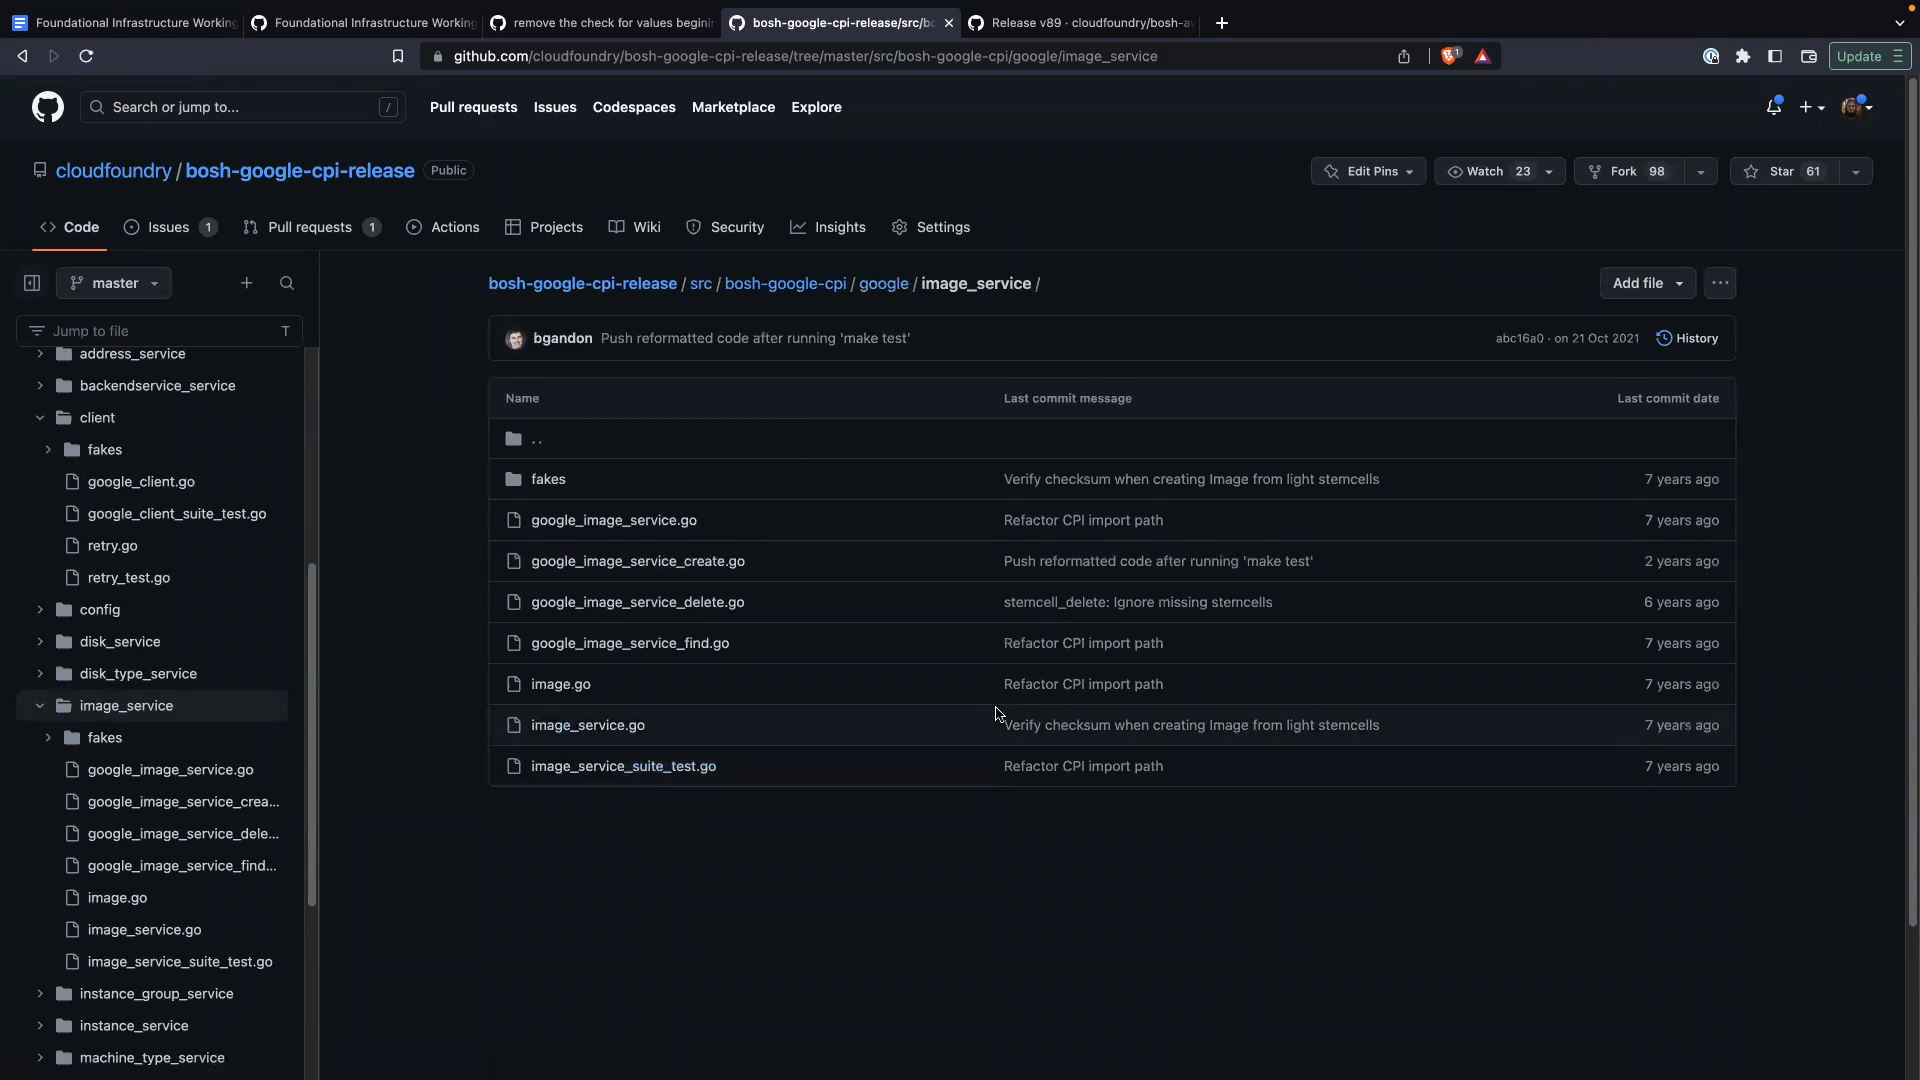 Foundational Infrastructure Working
Foundational Infrastructure Working
remove the check for values beginin
bosh-google-cpi-release/src/bo
Release v89 · cloudfoundry/bosh-a
github.com/cloudfoundry/bosh-google-cpi-release/tree/master/src/bosh-google-cpi/google/image_service
1
Update
Search or jump to...
/
Pull requests
Issues
Codespaces
Marketplace
Explore
cloudfoundry / bosh-google-cpi-release
Public
Edit Pins
Watch 23
Fork 98
Star 61
Code
Issues 1
Pull requests 1
Actions
Projects
Wiki
Security
Insights
Settings
master
Jump to file
T
address_service
backendservice_service
client
fakes
google_client.go
google_client_suite_test.go
retry.go
retry_test.go
config
disk_service
disk_type_service
image_service
fakes
google_image_service.go
google_image_service_crea...
google_image_service_dele...
google_image_service_find...
image.go
image_service.go
image_service_suite_test.go
instance_group_service
instance_service
machine_type_service
bosh-google-cpi-release / src / bosh-google-cpi / google / image_service /
Add file
...
bgandon Push reformatted code after running 'make test'
abc16a0 · on 21 Oct 2021
History
Name Last commit message Last commit date
..
fakes Verify checksum when creating Image from light stemcells 7 years ago
google_image_service.go Refactor CPI import path 7 years ago
google_image_service_create.go Push reformatted code after running 'make test' 2 years ago
google_image_service_delete.go stemcell_delete: Ignore missing stemcells 6 years ago
google_image_service_find.go Refactor CPI import path 7 years ago
image.go Refactor CPI import path 7 years ago
image_service.go Verify checksum when creating Image from light stemcells 7 years ago
image_service_suite_test.go Refactor CPI import path 7 years ago